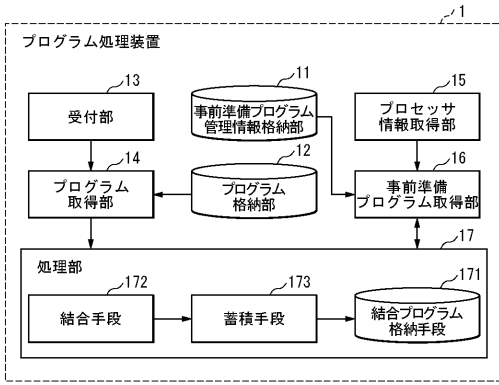 1
プログラム処理装置
13
受付部
11
事前準備プログラム
管理情報格納部
15
プロセッサ
情報取得部
14
プログラム
取得部
12
プログラム
格納部
16
事前準備
プログラム取得部
17
処理部
172
結合手段
173
蓄積手段
171
結合プログラム
格納手段